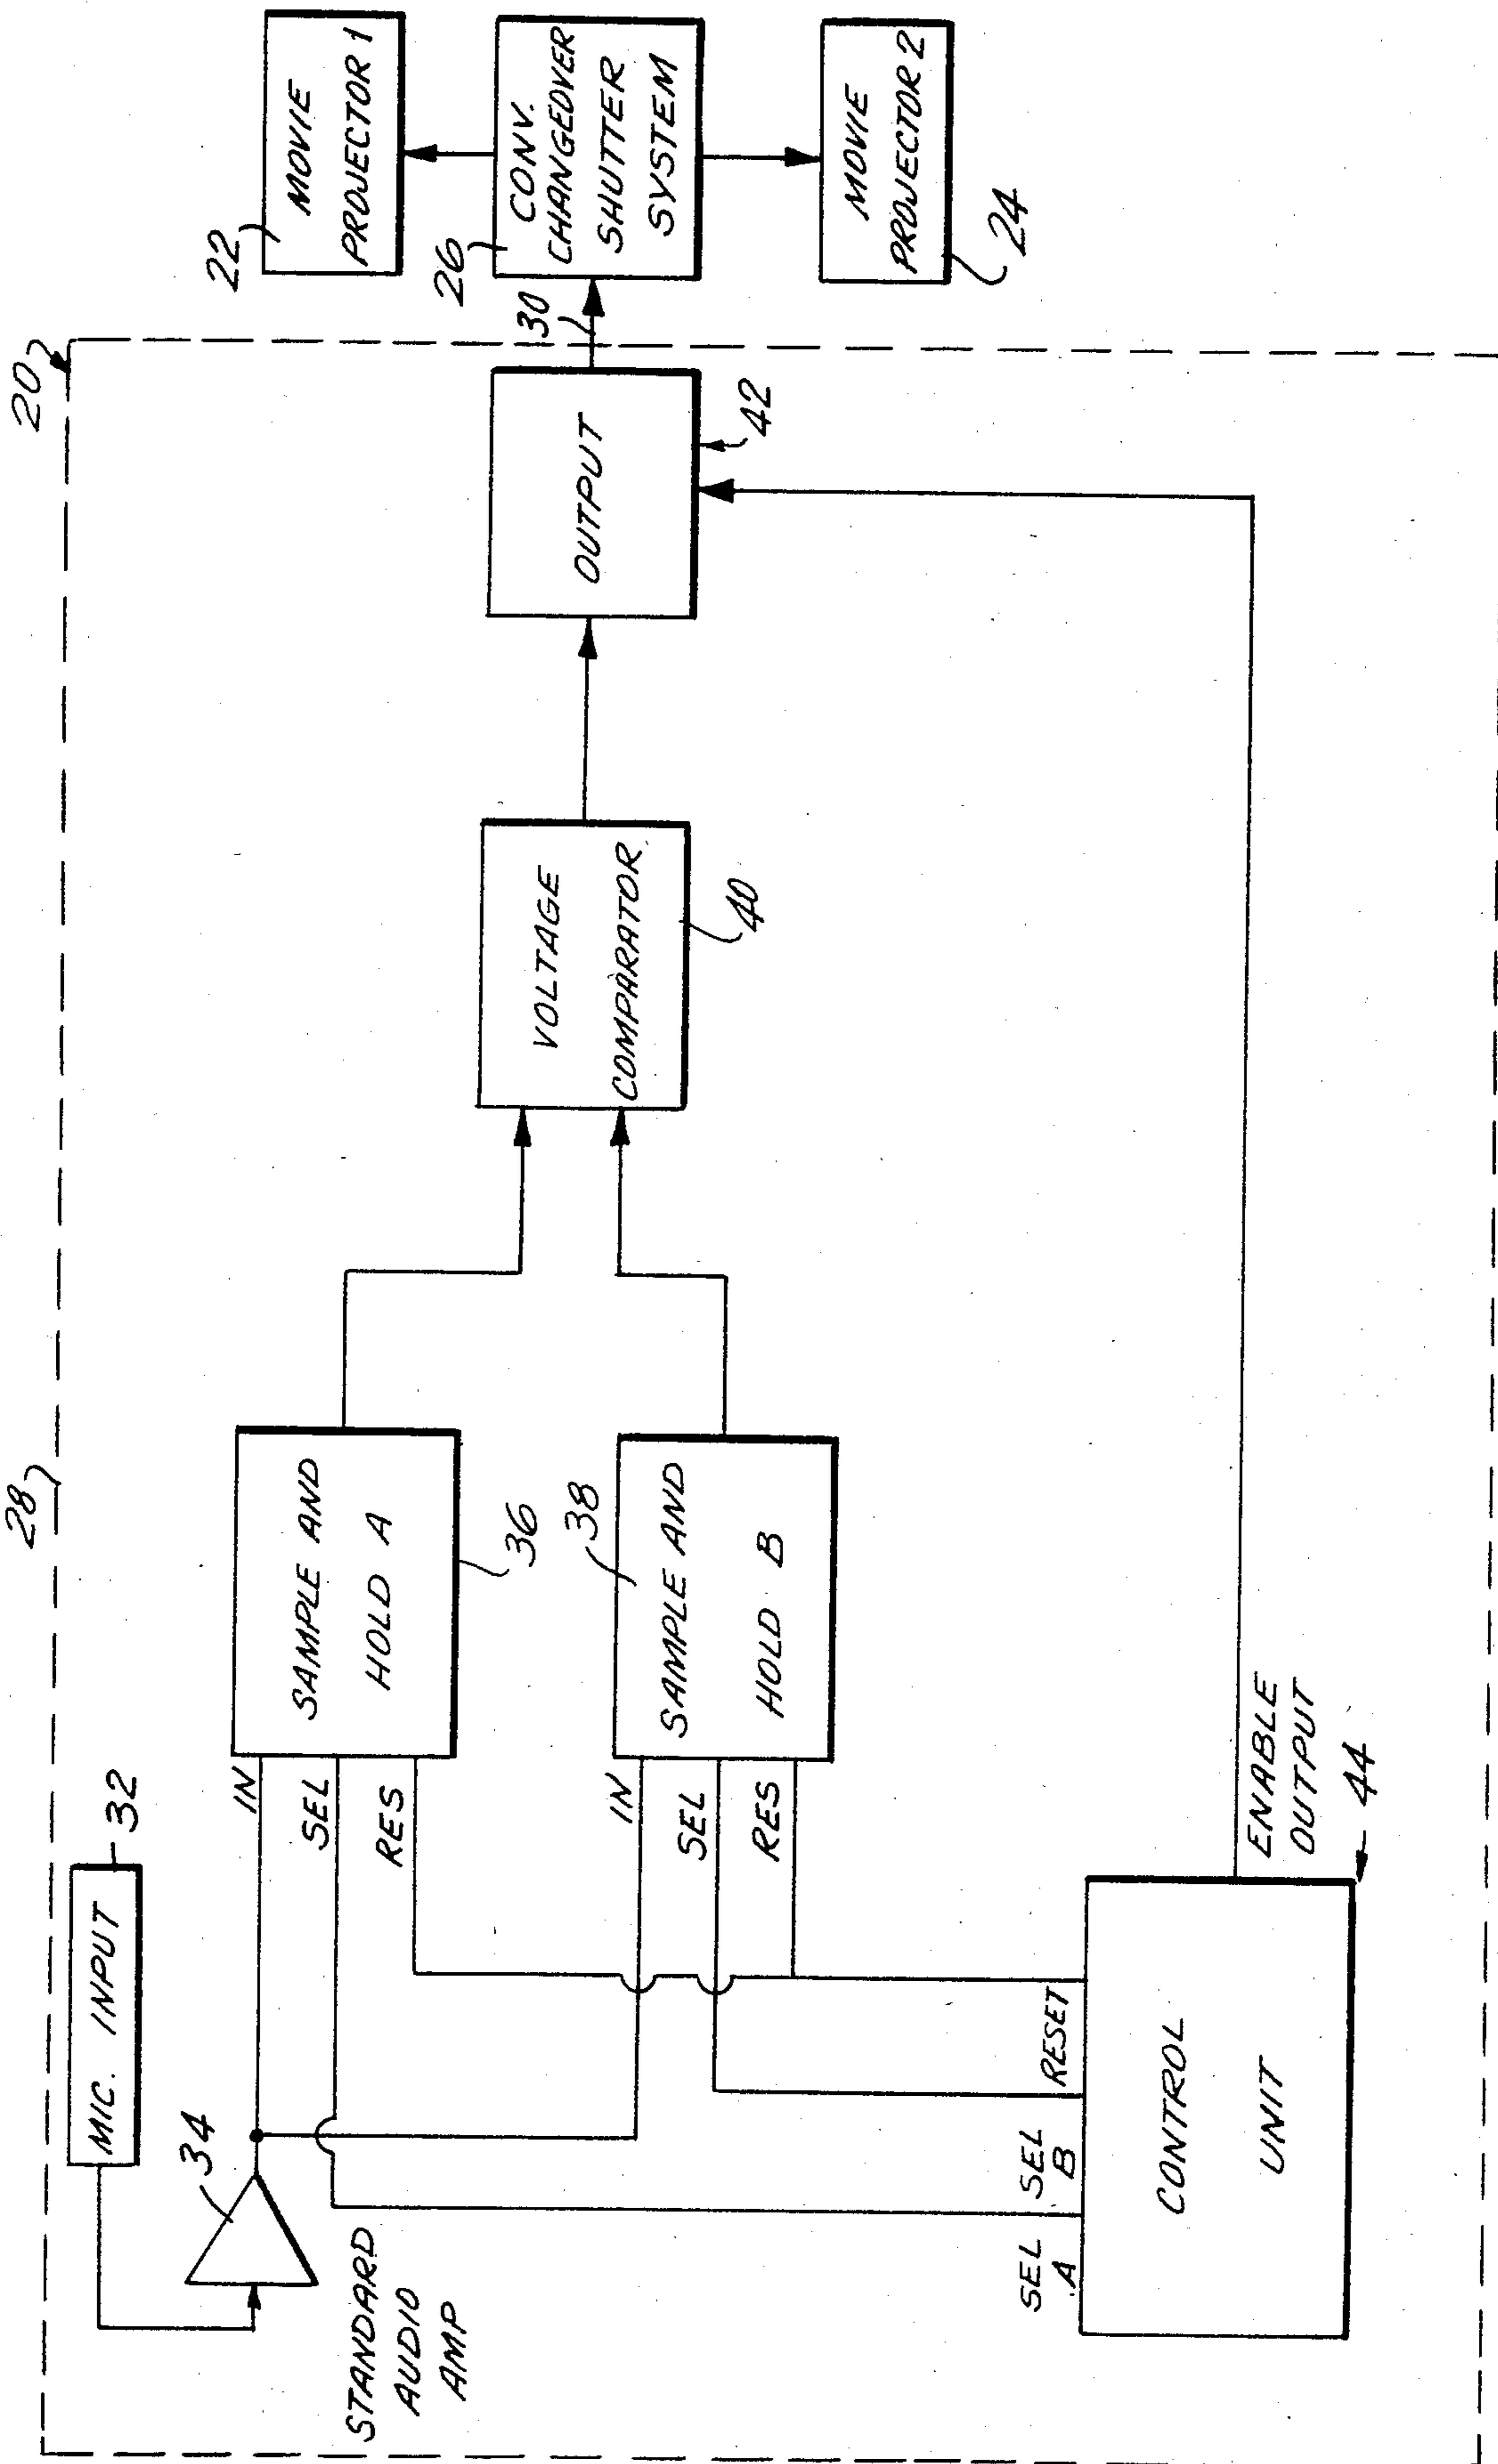 28
20
MIC. INPUT
32
34
STANDARD
AUDIO
AMP
IN
SEL
RES
SAMPLE AND
HOLD A
36
38
IN
SEL
RES
SAMPLE AND
HOLD B
VOLTAGE
COMPARATOR
40
OUTPUT
42
30
22
MOVIE
PROJECTOR 1
26
CONV.
CHANGEOVER
SHUTTER
SYSTEM
MOVIE
PROJECTOR 2
24
SEL
A
SEL
B
RESET
CONTROL
UNIT
ENABLE
OUTPUT
44